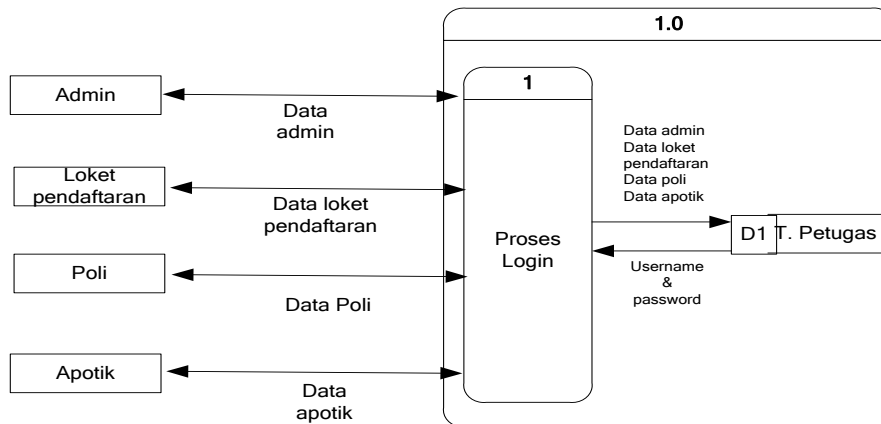 1.0
1
Admin
Data
admin
Loket
pendaftaran
Data loket
pendaftaran
Poli
Data Poli
Apotik
Data
apotik
Proses
Login
Data admin
Data loket
pendaftaran
Data poli
Data apotik
D1 T. Petugas
Username
&
password